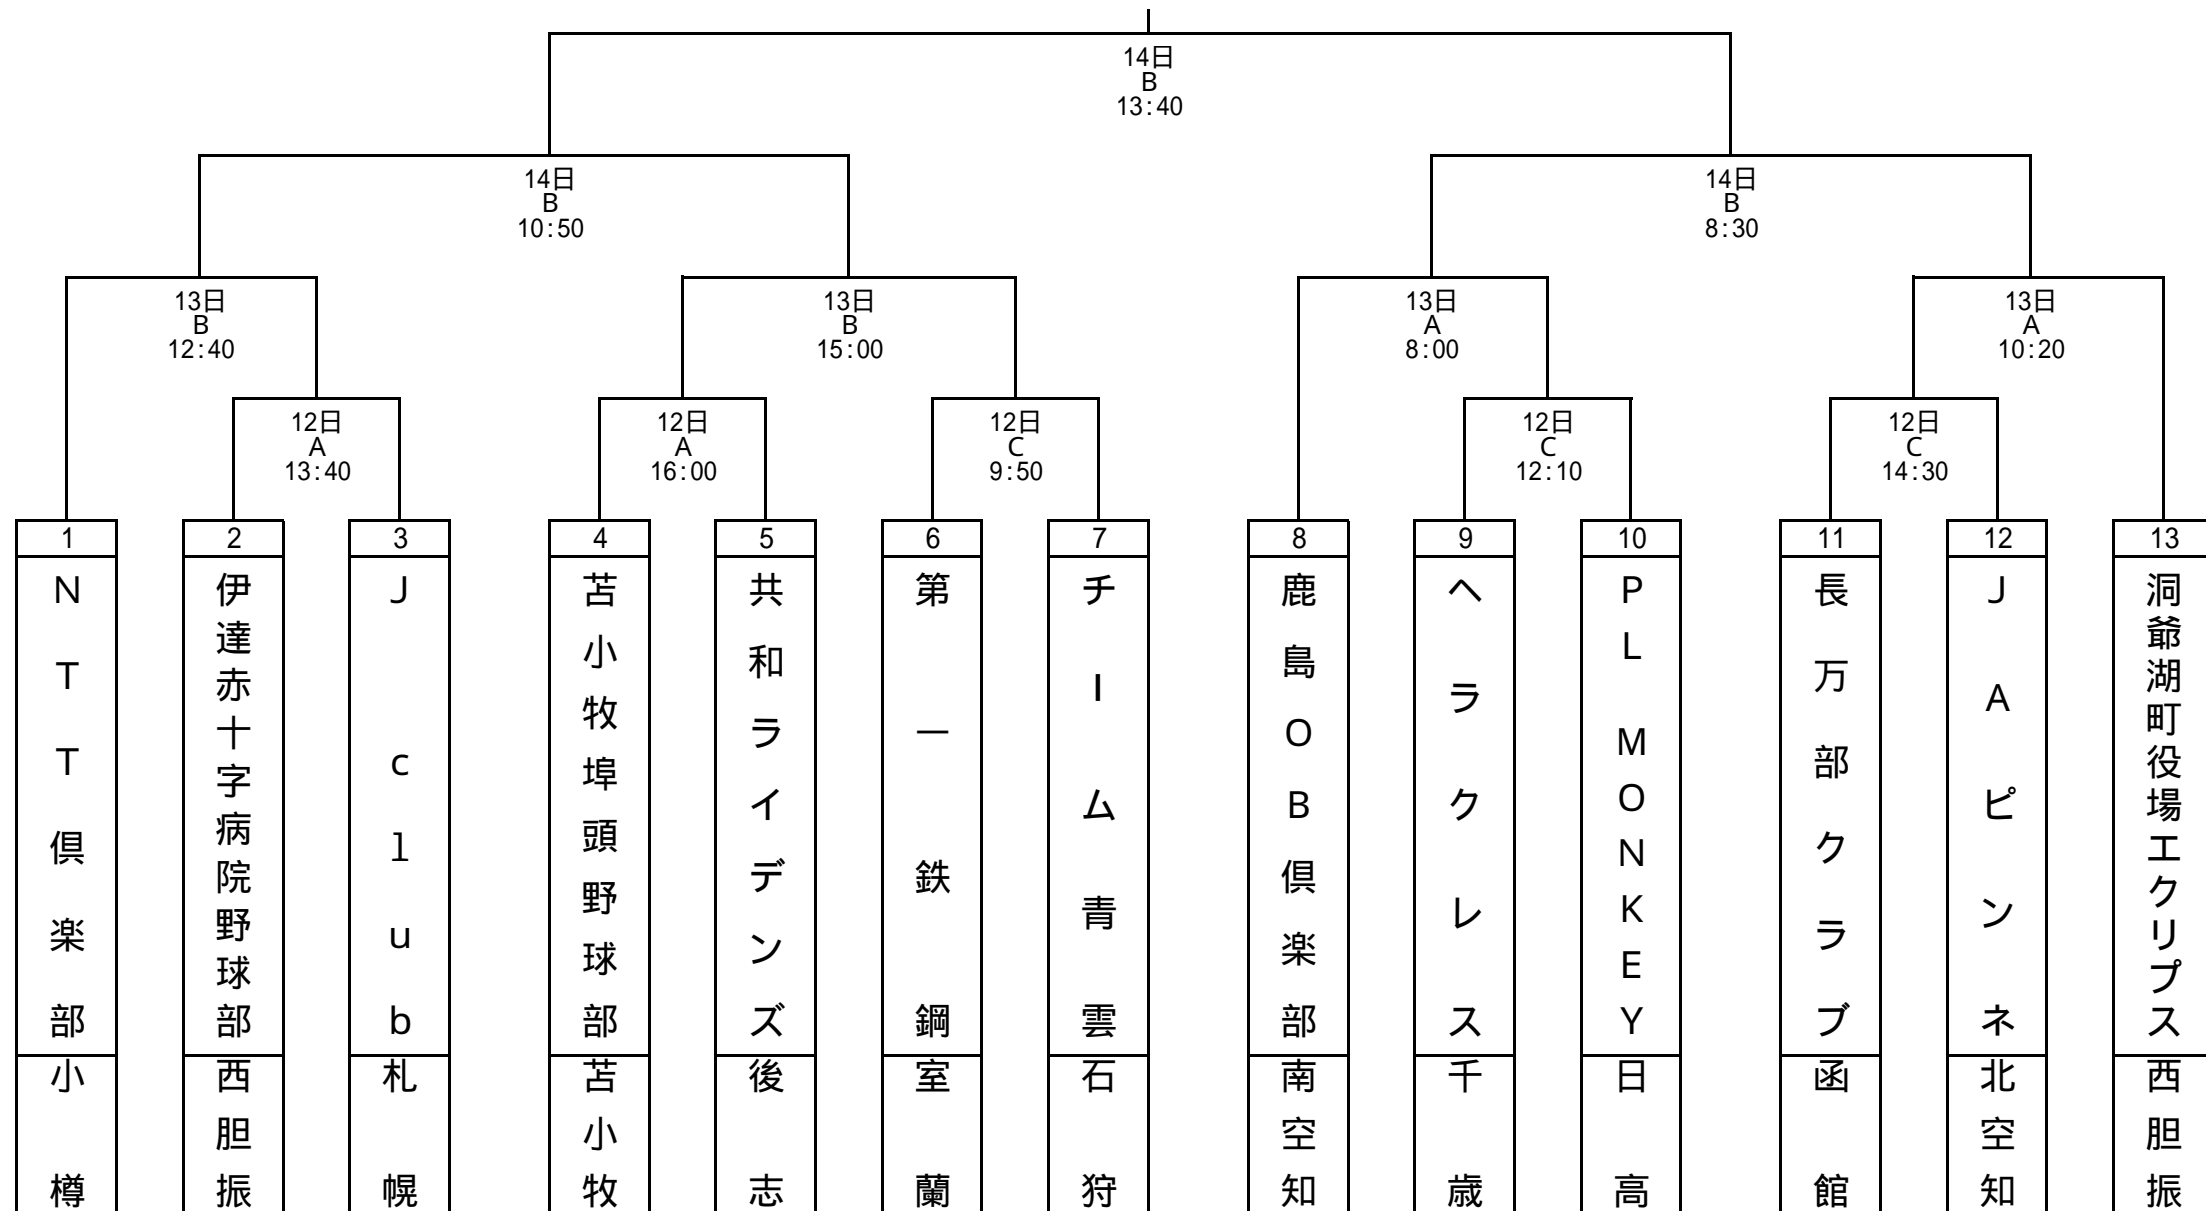 14日
B
13:40
14日
B
10:50
14日
B
8:30
13日
B
12:40
13日
B
15:00
13日
A
8:00
13日
A
10:20
12日
A
13:40
12日
A
16:00
12日
C
9:50
12日
C
12:10
12日
C
14:30
1
NTT倶楽部
小樽
2
伊達赤十字病院野球部
西胆振
3
J club
札幌
4
苫小牧埠頭野球部
苫小牧
5
共和ライデンズ
後志
6
第一鉄鋼
室蘭
7
チーム青雲
石狩
8
鹿島OB倶楽部
南空知
9
ヘラクレス
千歳
10
PL MONKEY
日高
11
長万部クラブ
函館
12
JAピンネ
北空知
13
洞爺湖町役場エクリプス
西胆振